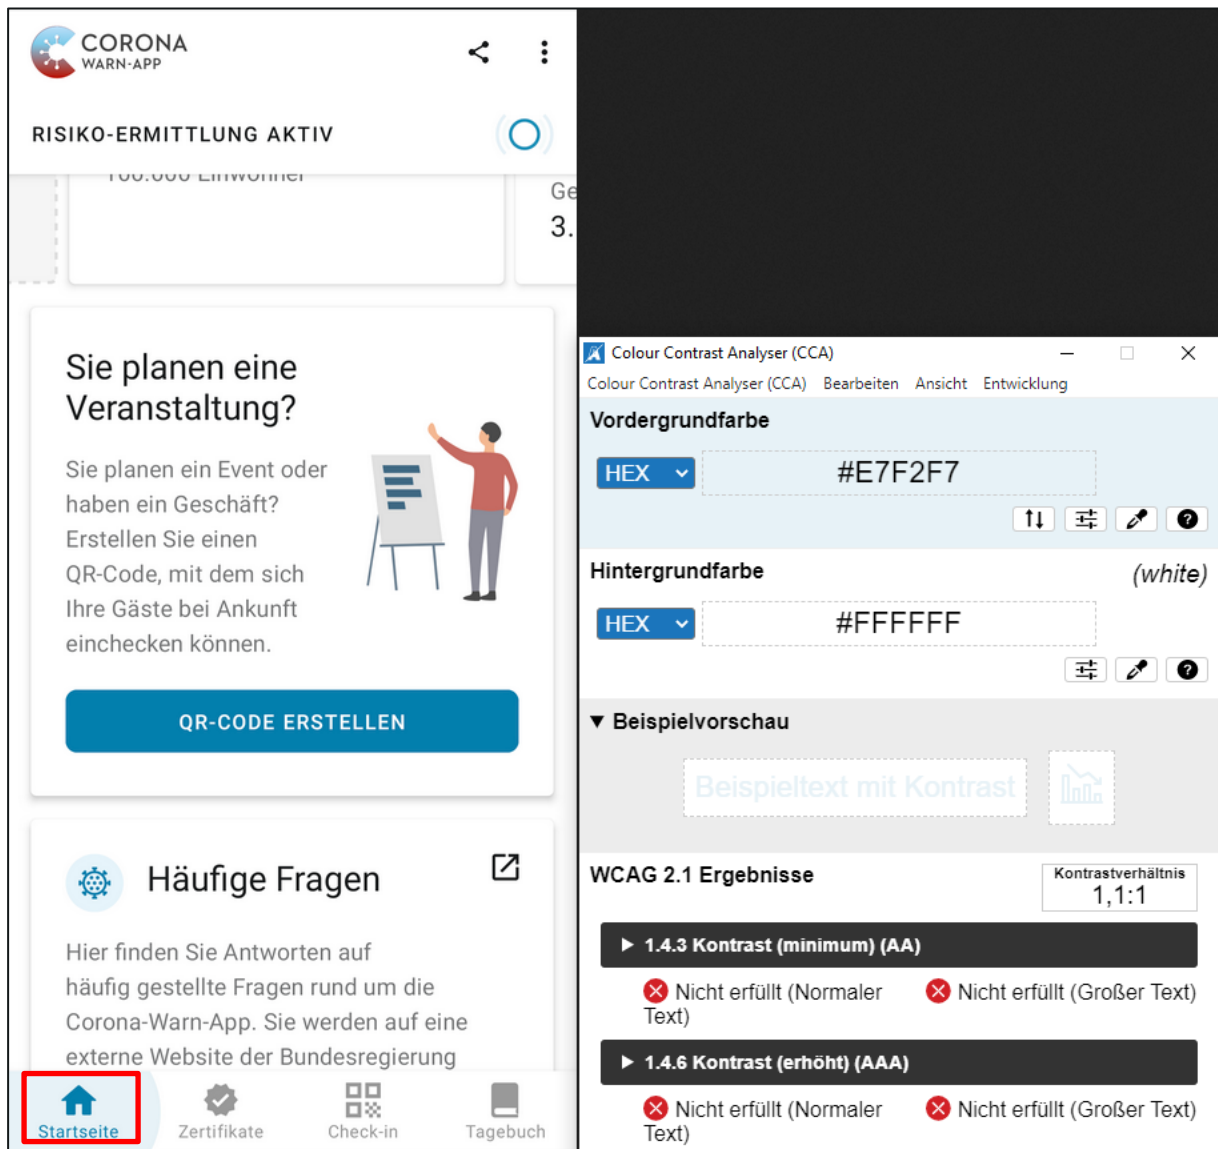 CORONA
WARN-APP
RISIKO-ERMITTLUNG AKTIV
100.000 Einwohner
Ge
3.
Sie planen eine
Veranstaltung?
Sie planen ein Event oder
haben ein Geschäft?
Erstellen Sie einen
QR-Code, mit dem sich
Ihre Gäste bei Ankunft
einchecken können.
QR-CODE ERSTELLEN
Häufige Fragen
Hier finden Sie Antworten auf
häufig gestellte Fragen rund um die
Corona-Warn-App. Sie werden auf eine
externe Website der Bundesregierung
Startseite
Zertifikate
Check-in
Tagebuch
Colour Contrast Analyser (CCA)
Colour Contrast Analyser (CCA) Bearbeiten Ansicht Entwicklung
Vordergrundfarbe
HEX #E7F2F7
Hintergrundfarbe (white)
HEX #FFFFFF
Beispielvorschau
Beispieltext mit Kontrast
WCAG 2.1 Ergebnisse
Kontrastverhältnis
1,1:1
1.4.3 Kontrast (minimum) (AA)
Nicht erfüllt (Normaler
Text)
Nicht erfüllt (Großer Text)
1.4.6 Kontrast (erhöht) (AAA)
Nicht erfüllt (Normaler
Text)
Nicht erfüllt (Großer Text)